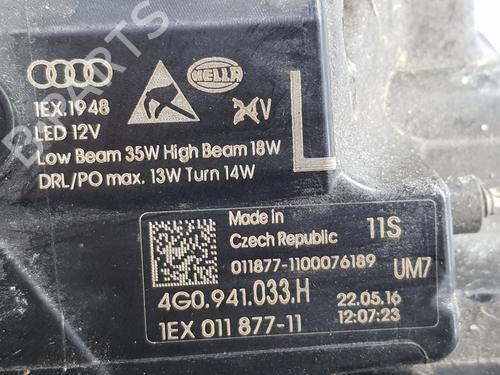 HELLA
1EX.1948
24V
LED 12V
L
Low Beam 35W High Beam 18W
DRL/PO max. 13W Turn 14W
Made in
Czech Republic
11S
011877-1100076189
UM7
4G0.941.033.H
22.05.16
1EX 011 877-11
12:07:23